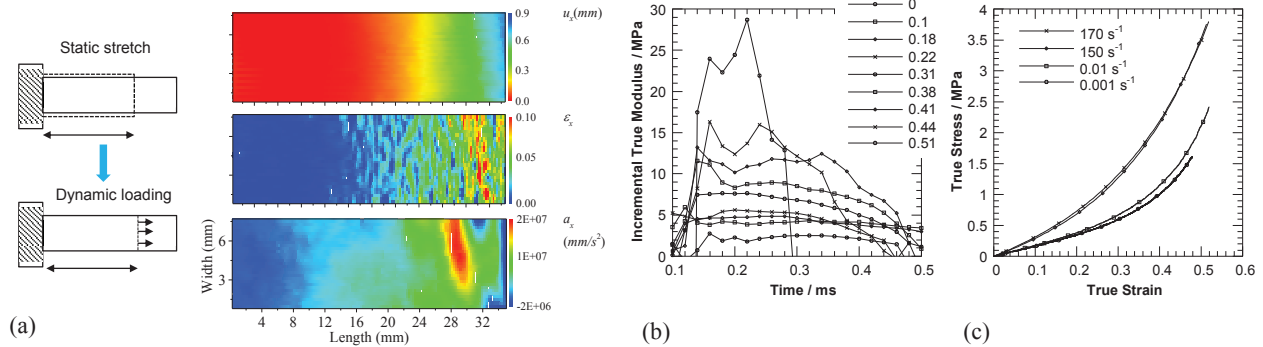 (a)
Static stretch
Dynamic loading
u_x(mm)
0.9
0.6
0.3
0.0
ε_x
0.10
0.05
0.00
a_x
(mm/s²)
2E+07
1E+07
-2E+06
Width (mm)
6
3
4 8 12 16 20 24 28 32
Length (mm)
(b)
Incremental True Modulus / MPa
30
25
20
15
10
5
0
0.1 0.2 0.3 0.4 0.5
Time / ms
0
0.1
0.18
0.22
0.31
0.38
0.41
0.44
0.51
(c)
True Stress / MPa
4
3.5
3
2.5
2
1.5
1
0.5
0
0 0.1 0.2 0.3 0.4 0.5 0.6
True Strain
170 s⁻¹
150 s⁻¹
0.01 s⁻¹
0.001 s⁻¹